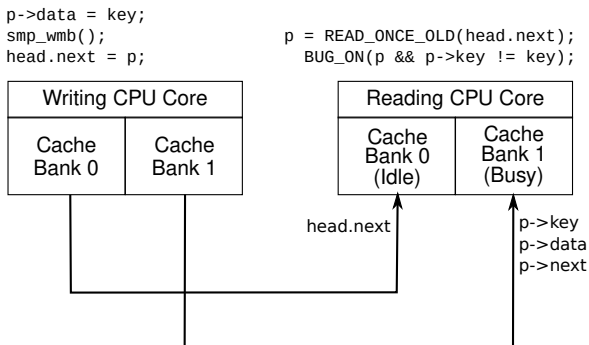 p->data = key;
smp_wmb();
head.next = p;
p = READ_ONCE_OLD(head.next);
BUG_ON(p && p->key != key);
Writing CPU Core
Cache
Bank 0
Cache
Bank 1
Reading CPU Core
Cache
Bank 0
(Idle)
Cache
Bank 1
(Busy)
head.next
p->key
p->data
p->next